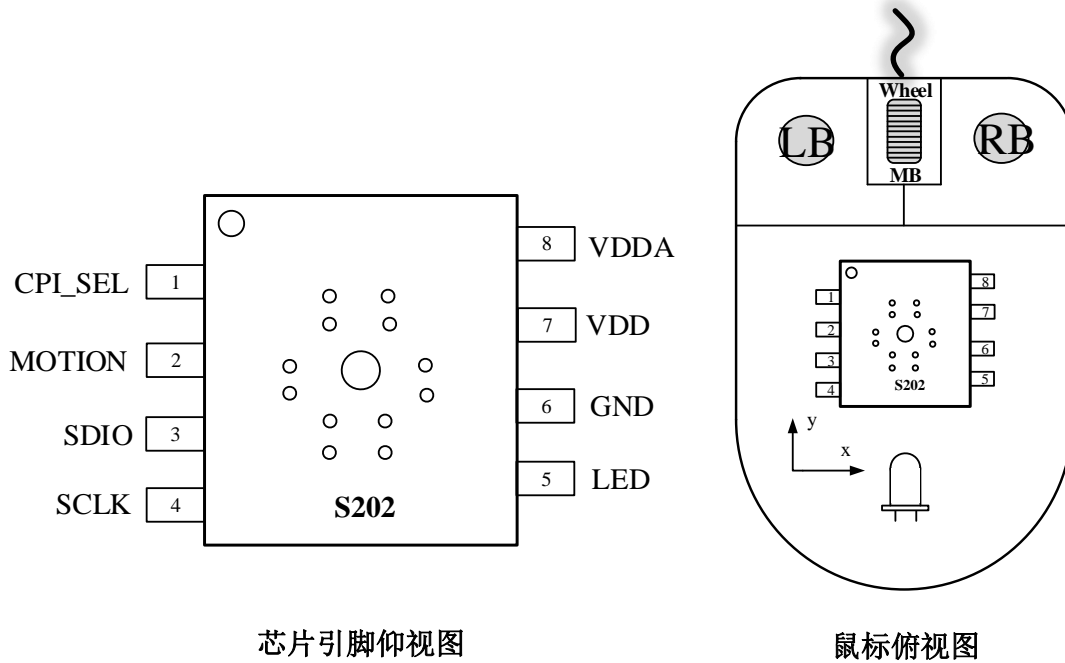 CPI_SEL 1
MOTION 2
SDIO 3
SCLK 4
8 VDDA
7 VDD
6 GND
5 LED
S202
芯片引脚仰视图
Wheel
LB
RB
MB
1
2
3
4
8
7
6
5
S202
y
x
鼠标俯视图